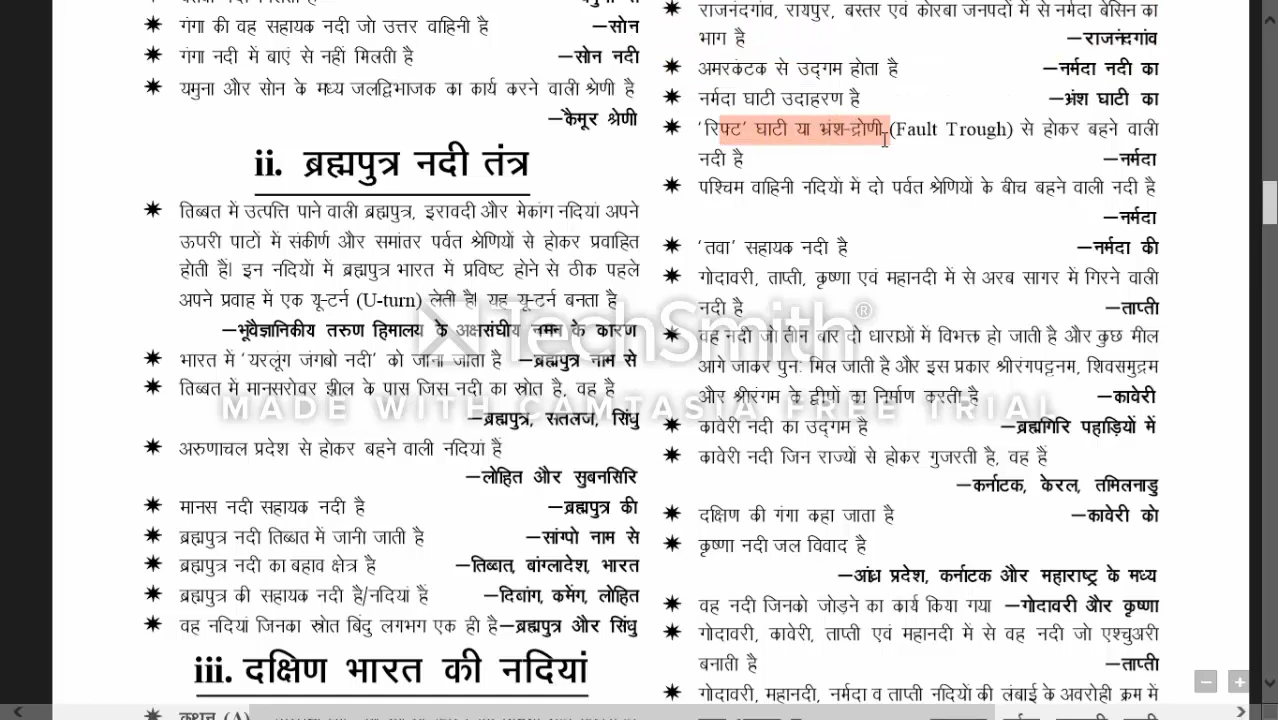 गंगा की वह सहायक नदी जो उत्तर वाहिनी है —सोन
गंगा नदी में बाएं से नहीं मिलती है —सोन नदी
यमुना और सोन के मध्य जलद्विभाजक का कार्य करने वाली श्रेणी है
—कैमूर श्रेणी
ii. ब्रह्मपुत्र नदी तंत्र
तिब्बत में उत्पत्ति पाने वाली ब्रह्मपुत्र, इरावदी और मेकांग नदियां अपने
ऊपरी पाटों में संकीर्ण और समांतर पर्वत श्रेणियों से होकर प्रवाहित
होती हैं। इन नदियों में ब्रह्मपुत्र भारत में प्रविष्ट होने से ठीक पहले
अपने प्रवाह में एक यू-टर्न (U-turn) लेती है। यह यू-टर्न बनता है
—भूवैज्ञानिकीय तरुण हिमालय के अक्षसंघीय नमन के कारण
भारत में 'यरलूंग जंगबो नदी' को जाना जाता है —ब्रह्मपुत्र नाम से
तिब्बत में मानसरोवर झील के पास जिस नदी का स्रोत है, वह है
—ब्रह्मपुत्र, सतलज, सिंधु
अरुणाचल प्रदेश से होकर बहने वाली नदियां हैं
—लोहित और सुबनसिरि
मानस नदी सहायक नदी है —ब्रह्मपुत्र की
ब्रह्मपुत्र नदी तिब्बत में जानी जाती है —सांग्पो नाम से
ब्रह्मपुत्र नदी का बहाव क्षेत्र है —तिब्बत, बांग्लादेश, भारत
ब्रह्मपुत्र की सहायक नदी है/नदियां हैं —दिबांग, कमेंग, लोहित
वह नदियां जिनका स्रोत बिंदु लगभग एक ही है—ब्रह्मपुत्र और सिंधु
iii. दक्षिण भारत की नदियां
कथन (A)
राजनंदगांव, रायपुर, बस्तर एवं कोरबा जनपदों में से नर्मदा बेसिन का
भाग है —राजनंदगांव
अमरकंटक से उद्गम होता है —नर्मदा नदी का
नर्मदा घाटी उदाहरण है —भ्रंश घाटी का
'रिफ्ट' घाटी या भ्रंश-द्रोणी (Fault Trough) से होकर बहने वाली
नदी है —नर्मदा
पश्चिम वाहिनी नदियों में दो पर्वत श्रेणियों के बीच बहने वाली नदी है
—नर्मदा
'तवा' सहायक नदी है —नर्मदा की
गोदावरी, ताप्ती, कृष्णा एवं महानदी में से अरब सागर में गिरने वाली
नदी है —ताप्ती
वह नदी जो तीन बार दो धाराओं में विभक्त हो जाती है और कुछ मील
आगे जाकर पुनः मिल जाती है और इस प्रकार श्रीरंगपट्टनम, शिवसमुद्रम
और श्रीरंगम के द्वीपों का निर्माण करती है —कावेरी
कावेरी नदी का उद्गम है —ब्रह्मगिरि पहाड़ियों में
कावेरी नदी जिन राज्यों से होकर गुजरती है, वह हैं
—कर्नाटक, केरल, तमिलनाडु
दक्षिण की गंगा कहा जाता है —कावेरी को
कृष्णा नदी जल विवाद है
—आंध्र प्रदेश, कर्नाटक और महाराष्ट्र के मध्य
वह नदी जिनको जोड़ने का कार्य किया गया —गोदावरी और कृष्णा
गोदावरी, कावेरी, ताप्ती एवं महानदी में से वह नदी जो एश्चुअरी
बनाती है —ताप्ती
गोदावरी, महानदी, नर्मदा व ताप्ती नदियों की लंबाई के अवरोही क्रम में
TechSmith®
MADE WITH CAMTASIA FREE TRIAL